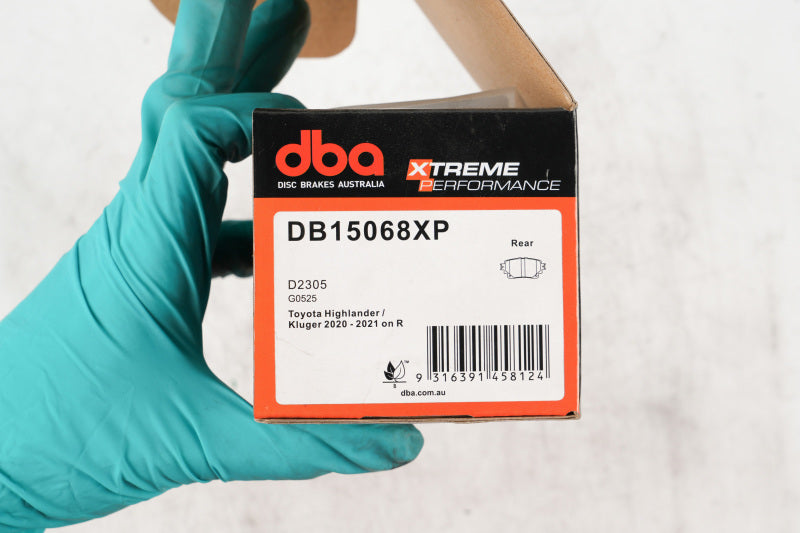 dba
DISC BRAKES AUSTRALIA
XTREME
PERFORMANCE
DB15068XP
Rear
D2305
G0525
Toyota Highlander /
Kluger 2020 - 2021 on R
TM
9 316391 458124
dba.com.au